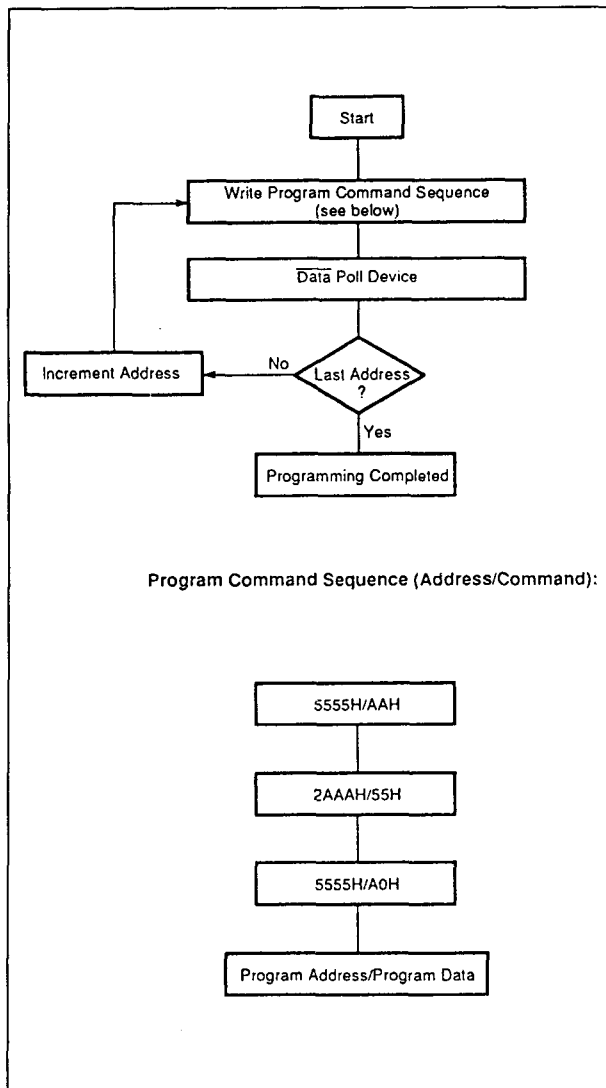 Start
Write Program Command Sequence
(see below)
Data Poll Device
Increment Address
No
Last Address
?
Yes
Programming Completed
Program Command Sequence (Address/Command):
5555H/AAH
2AAAH/55H
5555H/A0H
Program Address/Program Data